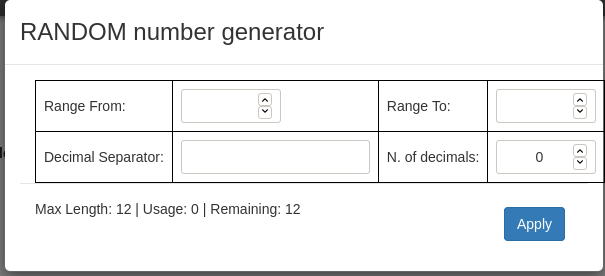 RANDOM number generator
Range From: Range To:
Decimal Separator: N. of decimals: 0
Max Length: 12 | Usage: 0 | Remaining: 12
Apply